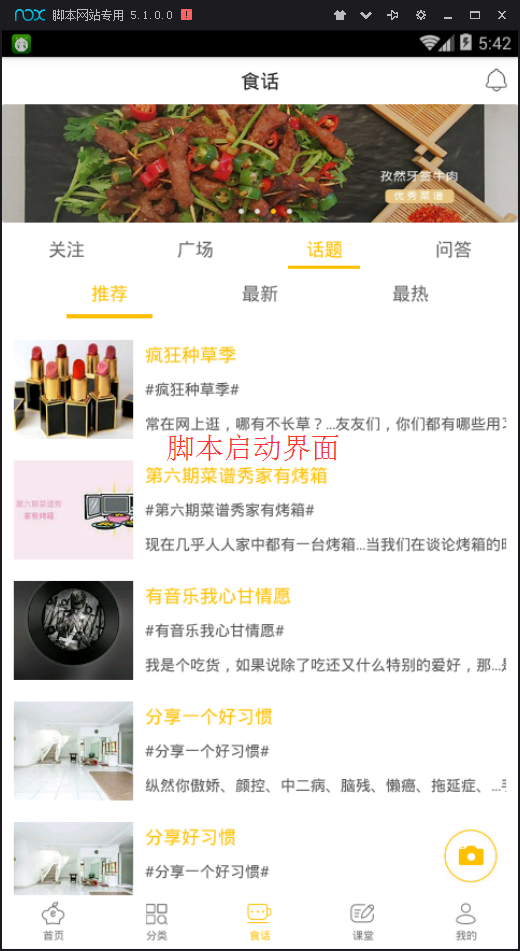 nox 脚本网站专用 5.1.0.0
5:42
食话
孜然牙签牛肉
优秀菜谱
关注 广场 话题 问答
推荐 最新 最热
疯狂种草季
#疯狂种草季#
常在网上逛，哪有不长草？...友友们，你们都有哪些用
脚本启动界面
第六期菜谱秀家有烤箱
第六期菜谱秀
家有烤箱
#第六期菜谱秀家有烤箱#
现在几乎人人家中都有一台烤箱...当我们在谈论烤箱的
有音乐我心甘情愿
#有音乐我心甘情愿#
我是个吃货，如果说除了吃还又什么特别的爱好，那...是
分享一个好习惯
#分享一个好习惯#
纵然你傲娇、颜控、中二病、脑残、懒癌、拖延症、...
分享好习惯
#分享一个好习惯#
首页 分类 食话 课堂 我的